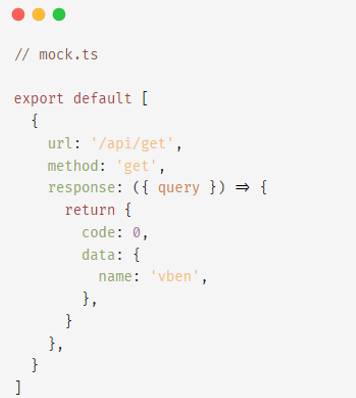 // mock.ts
export default [
  {
    url: '/api/get',
    method: 'get',
    response: ({ query }) => {
      return {
        code: 0,
        data: {
          name: 'vben',
        },
      }
    },
  }
]